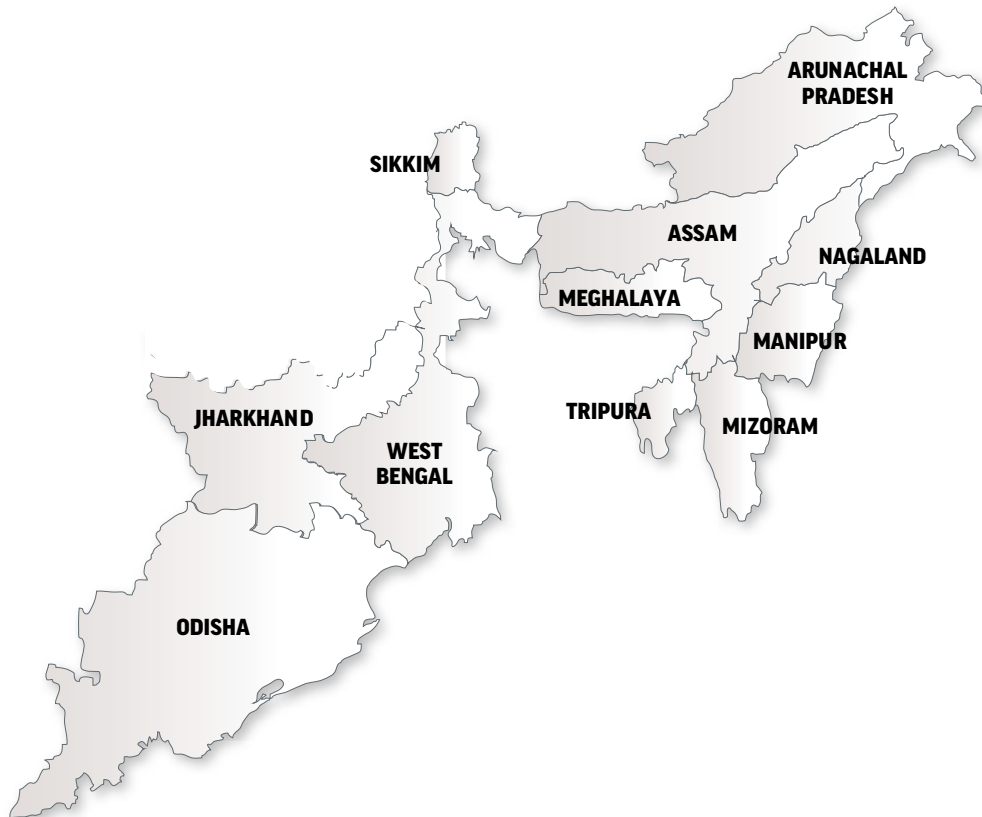 ARUNACHAL
PRADESH
SIKKIM
ASSAM
NAGALAND
MEGHALAYA
MANIPUR
TRIPURA
MIZORAM
JHARKHAND
WEST
BENGAL
ODISHA